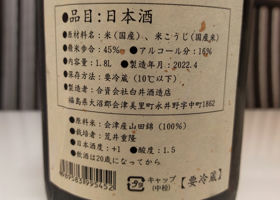 ●品目:日本酒
●原材料名:米(国産)、米こうじ(国産米)
●精米歩合:45% ●アルコール分:16%
●内容量:1.8L ●製造年月:2022.4
●保存方法:要冷蔵(10℃以下)
●製造者:合資会社白井酒造店
福島県大沼郡会津美里町永井野字中町1862
●原料米:会津産山田錦(100%)
●栽培者:荒井重隆
●日本酒度:+1 ●酸度:1.5
●飲酒は20歳になってから
キャップ
(中栓)
【要冷蔵】